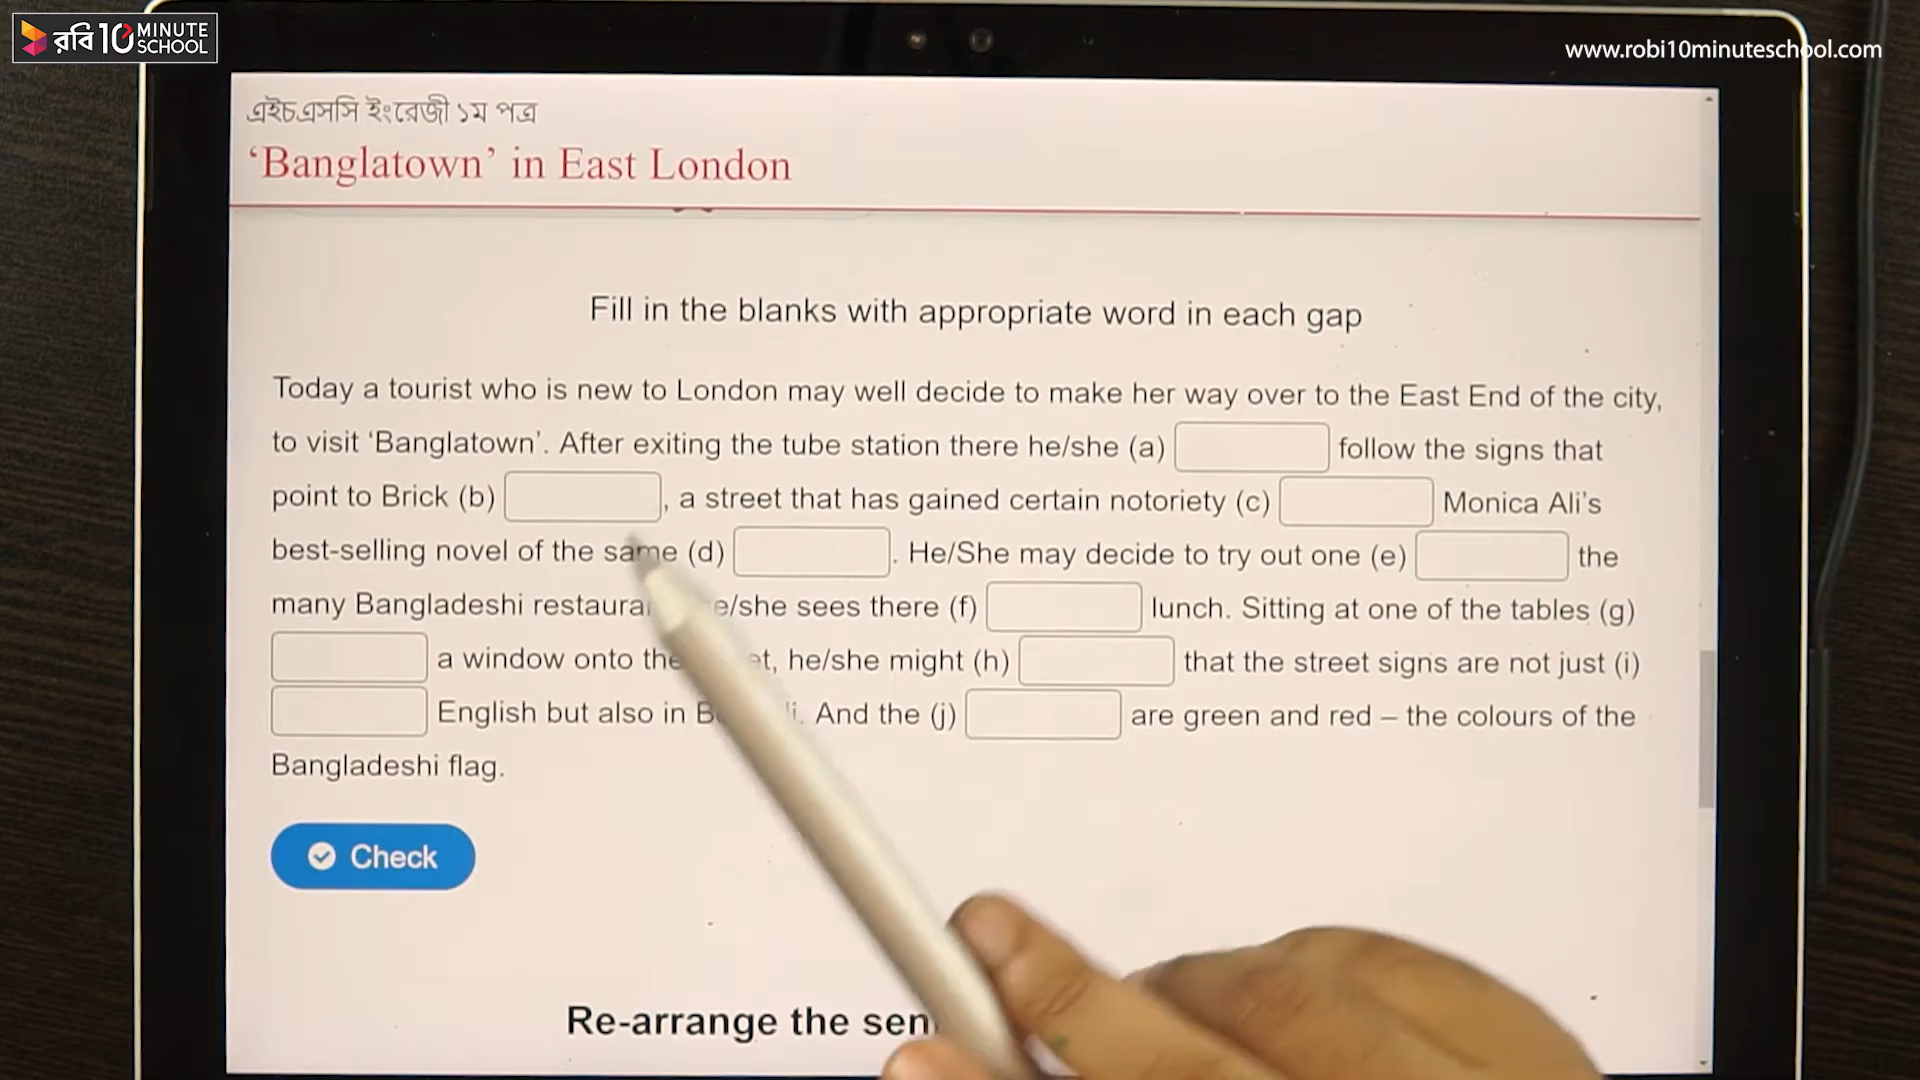 রবি 10 MINUTE SCHOOL
www.robi10minuteschool.com
এইচএসসি ইংরেজী ১ম পত্র
‘Banglatown’ in East London
Fill in the blanks with appropriate word in each gap
Today a tourist who is new to London may well decide to make her way over to the East End of the city,
to visit ‘Banglatown’. After exiting the tube station there he/she (a) follow the signs that
point to Brick (b) , a street that has gained certain notoriety (c) Monica Ali's
best-selling novel of the same (d) . He/She may decide to try out one (e) the
many Bangladeshi he/she sees there (f) lunch. Sitting at one of the tables (g)
a window onto the he/she might (h) that the street signs are not just (i)
English but also in And the (j) are green and red – the colours of the
Bangladeshi flag.
Check
Re-arrange the